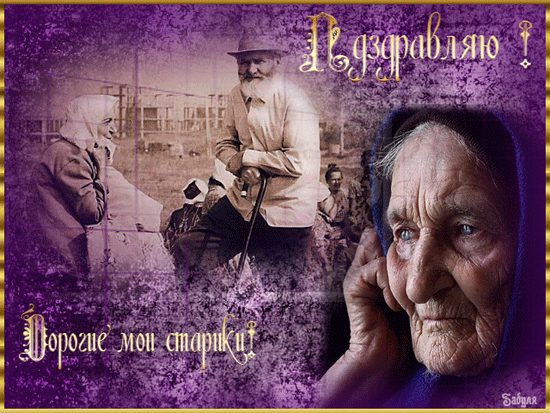 Поздравляю!
Дорогие мои старики!
Бабуля